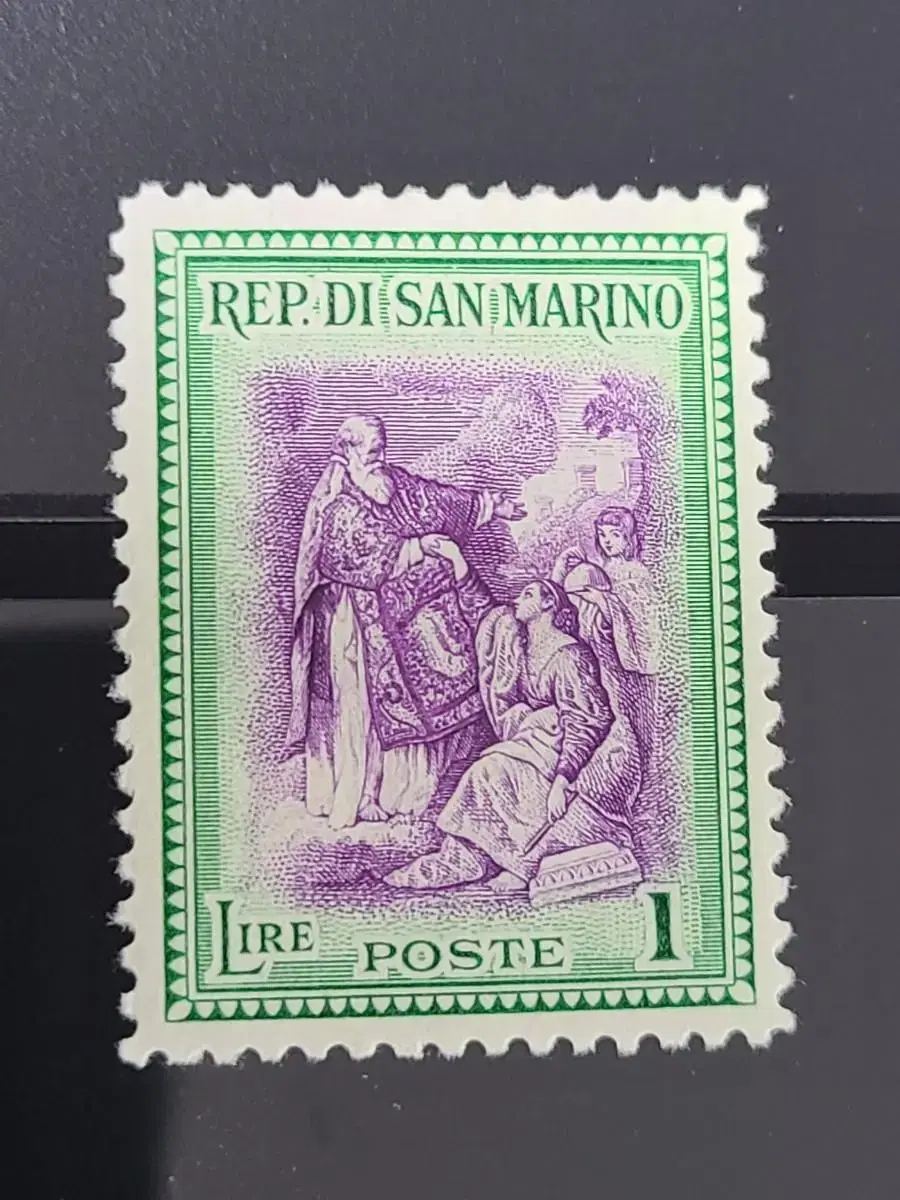 REP. DI SAN MARINO
LIRE POSTE 1